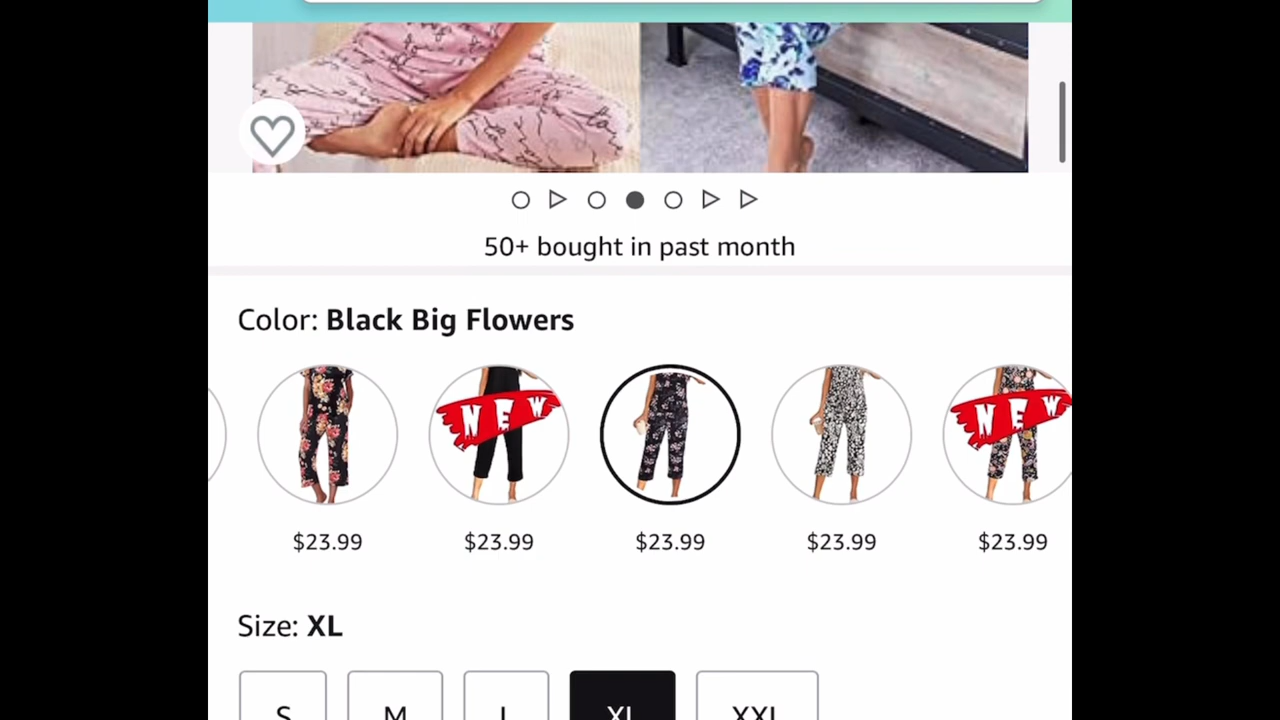 50+ bought in past month
Color: Black Big Flowers
NEW
NEW
$23.99
$23.99
$23.99
$23.99
$23.99
Size: XL
S
M
L
XL
XXL